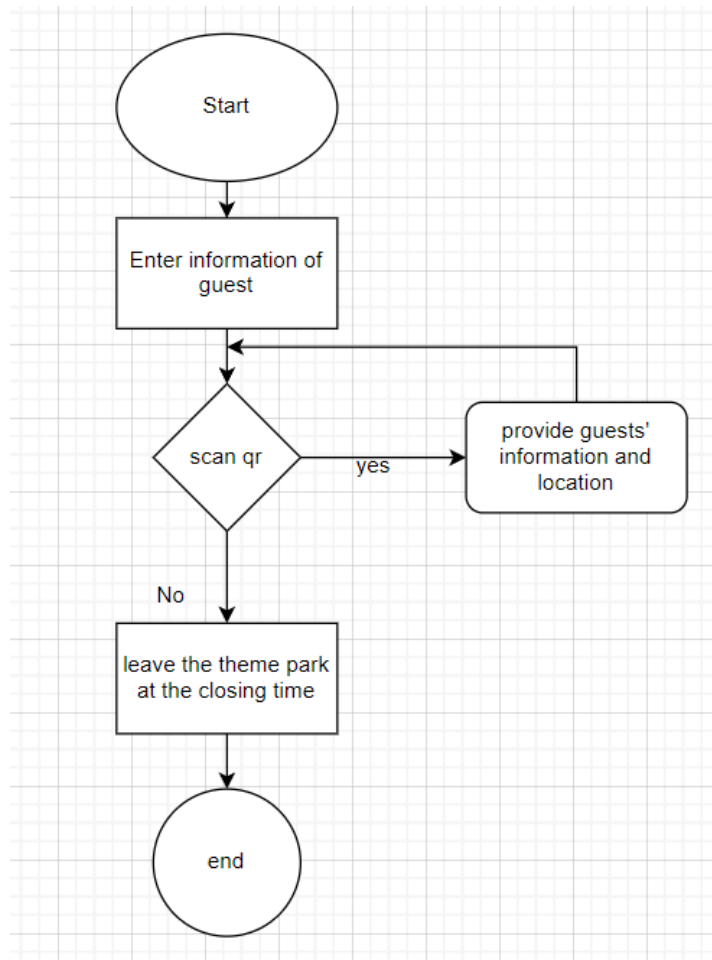 Start
Enter information of
guest
scan qr
yes
provide guests'
information and
location
No
leave the theme park
at the closing time
end